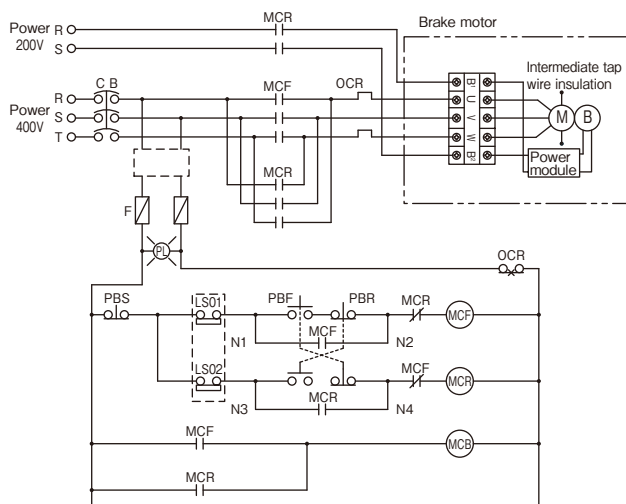 MCR
Brake motor
Power R
200V S
Intermediate tap
wire insulation
C B
MCF
OCR
R
Power S
400V T
B¹ U V W B²
M B
Power
module
MCR
F
PL
OCR
PBS
LS01
PBF
PBR
MCR
MCF
N1
MCF
N2
LS02
MCF
MCR
N3
MCR
N4
MCF
MCB
MCR